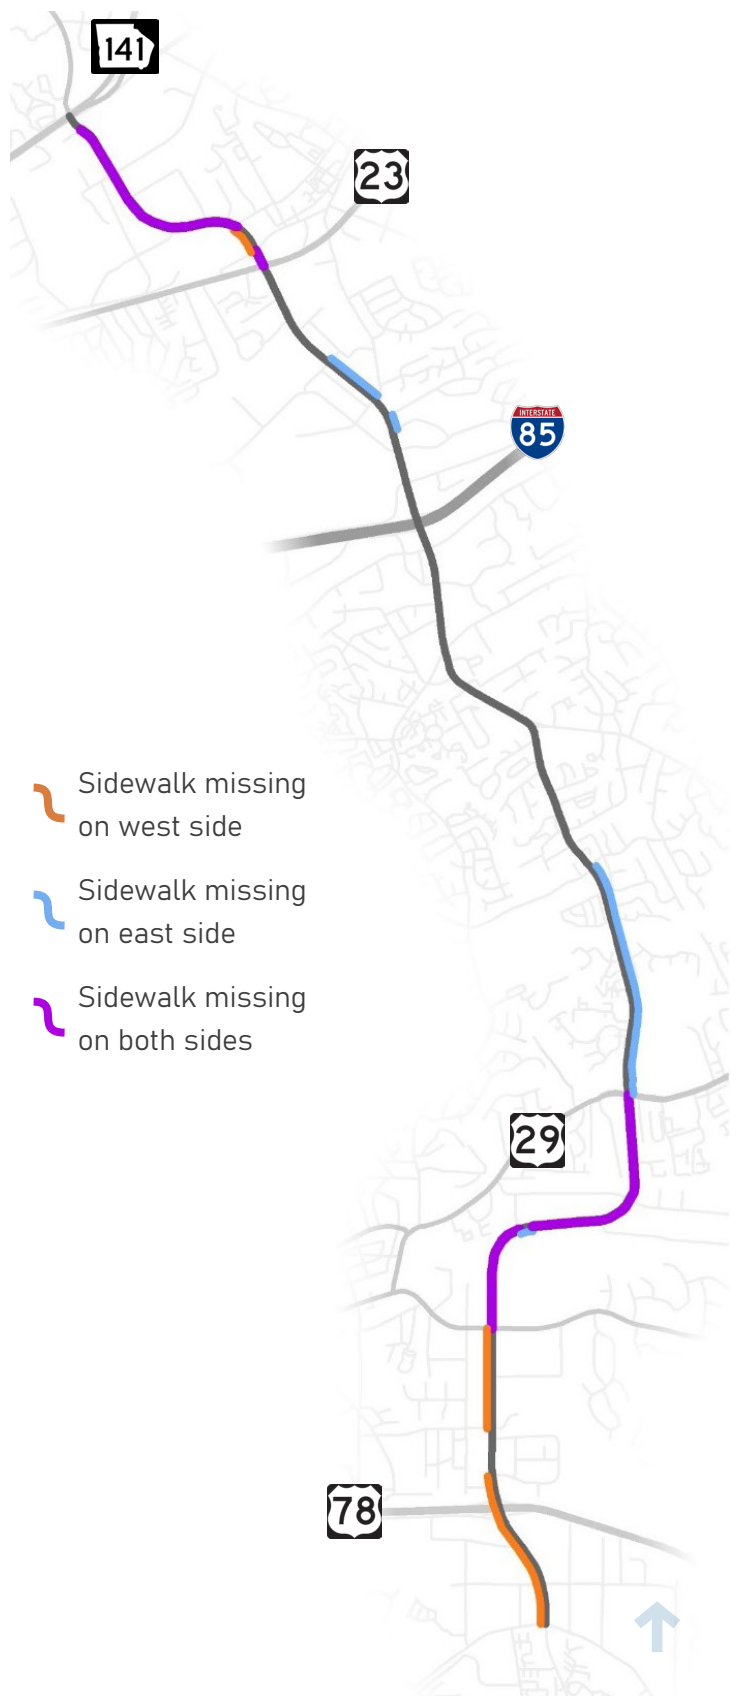 141
23
INTERSTATE
85
Sidewalk missing
on west side
Sidewalk missing
on east side
Sidewalk missing
on both sides
29
78